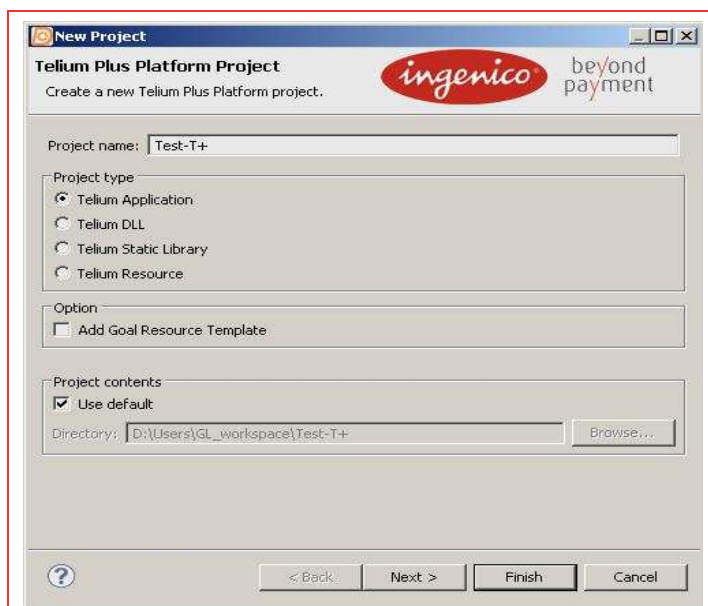 New Project
Telium Plus Platform Project
Create a new Telium Plus Platform project.
ingenico
beyond
payment
Project name: Test-T+
Project type
Telium Application
Telium DLL
Telium Static Library
Telium Resource
Option
Add Goal Resource Template
Project contents
Use default
Directory: D:\Users\GL_workspace\Test-T+ Browse...
? < Back Next > Finish Cancel